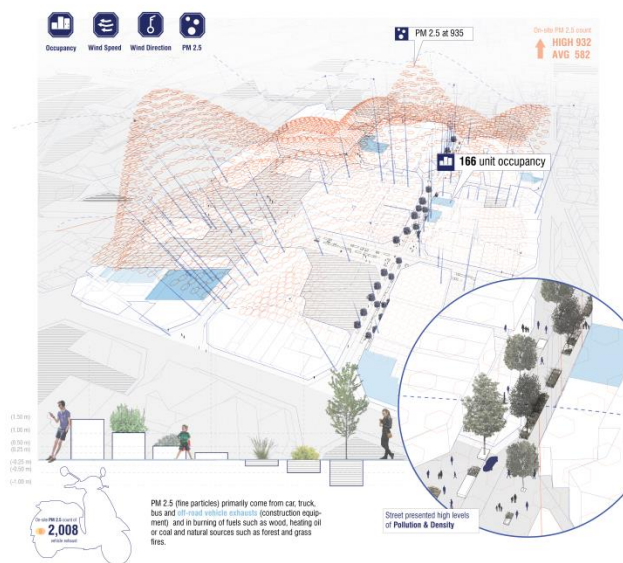 Occupancy
Wind Speed
Wind Direction
PM 2.5
PM 2.5 at 935
On-site PM 2.5 count
HIGH 932
AVG 582
166 unit occupancy
(1.50 m)
(1.00 m)
(0.50 m)
(0.25 m)
(-0.25 m)
(-0.50 m)
(-1.00 m)
On-site PM 2.5 count of
2,008
vehicle exhaust
PM 2.5 (fine particles) primarily come from car, truck,
bus and off-road vehicle exhausts (construction equip-
ment) and in burning of fuels such as wood, heating oil
or coal and natural sources such as forest and grass
fires.
Street presented high levels
of Pollution & Density